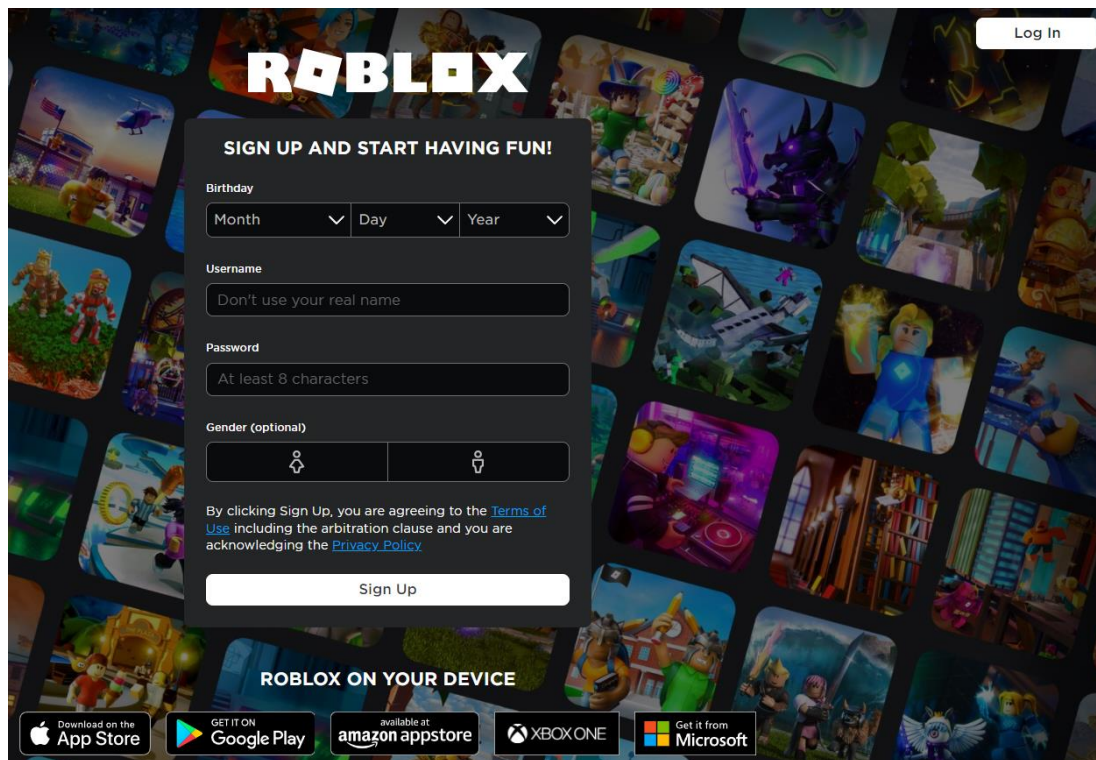 Log In
ROBLOX
SIGN UP AND START HAVING FUN!
Birthday
Month Day Year
Username
Don't use your real name
Password
At least 8 characters
Gender (optional)
By clicking Sign Up, you are agreeing to the Terms of
Use including the arbitration clause and you are
acknowledging the Privacy Policy
Sign Up
ROBLOX ON YOUR DEVICE
Download on the
App Store
GET IT ON
Google Play
available at
amazon appstore
XBOX ONE
Get it from
Microsoft